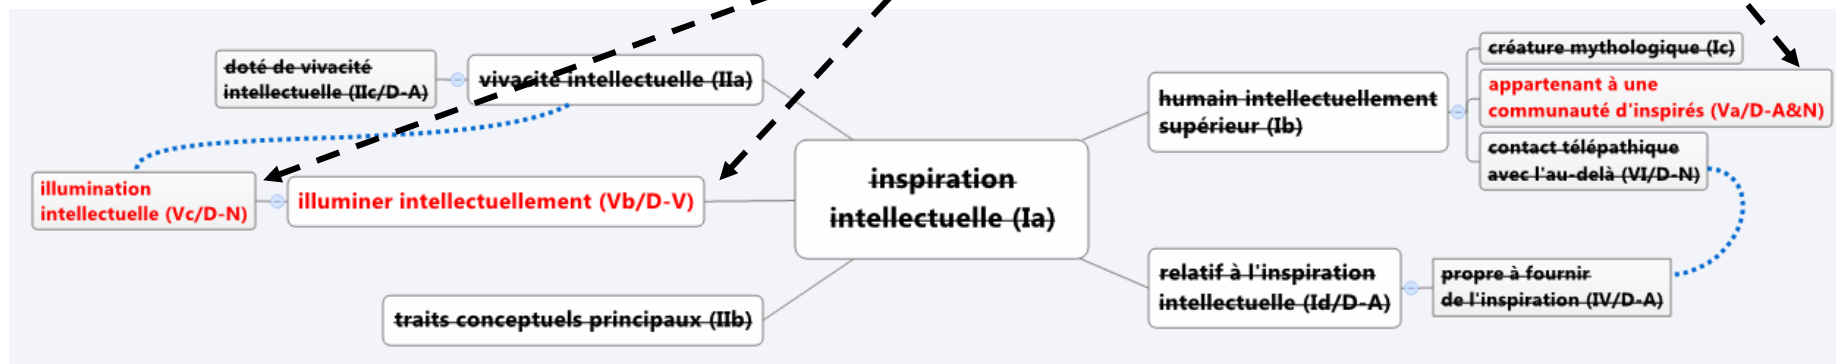 doté de vivacité
intellectuelle (IIc/D-A)
vivacité intellectuelle (IIa)
illumination
intellectuelle (Vc/D-N)
illuminer intellectuellement (Vb/D-V)
traits conceptuels principaux (IIb)
inspiration
intellectuelle (Ia)
humain intellectuellement
supérieur (Ib)
créature mythologique (Ic)
appartenant à une
communauté d'inspirés (Va/D-A&N)
contact télépathique
avec l'au-delà (VI/D-N)
relatif à l'inspiration
intellectuelle (Id/D-A)
propre à fournir
de l'inspiration (IV/D-A)